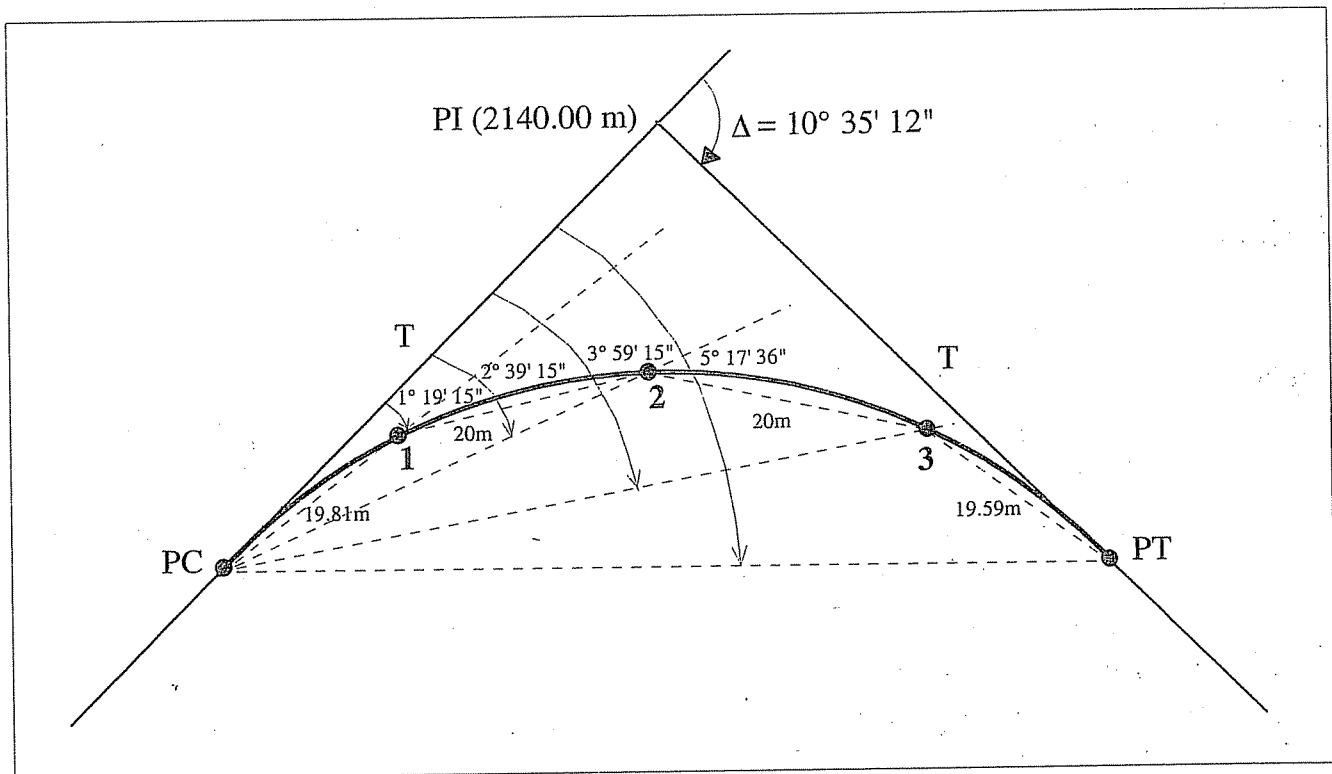 PI (2140.00 m)
Δ = 10° 35' 12"
T
T
3° 59' 15"
5° 17' 36"
2° 39' 15"
1° 19' 15"
2
20m
20m
1
3
19.81m
19.59m
PC
PT